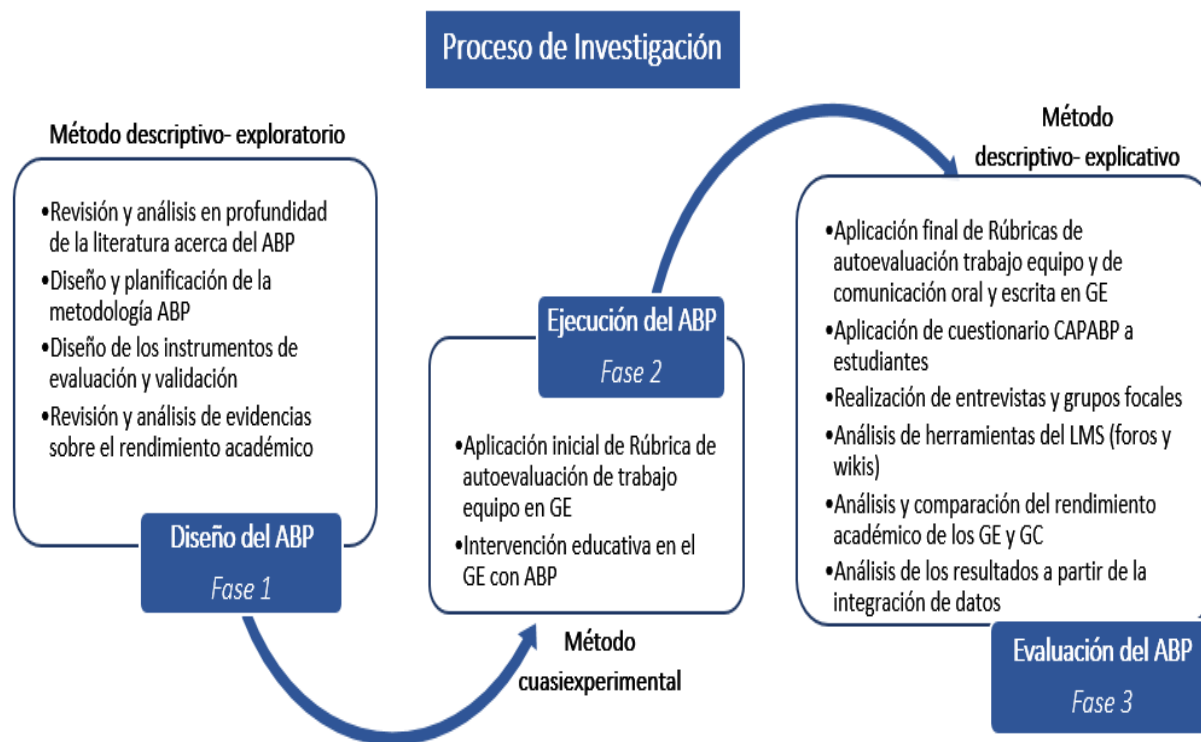 Proceso de Investigación
Método descriptivo- exploratorio
•Revisión y análisis en profundidad
de la literatura acerca del ABP
•Diseño y planificación de la
metodología ABP
•Diseño de los instrumentos de
evaluación y validación
•Revisión y análisis de evidencias
sobre el rendimiento académico
Diseño del ABP
Fase 1
Ejecución del ABP
Fase 2
•Aplicación inicial de Rúbrica de
autoevaluación de trabajo
equipo en GE
•Intervención educativa en el
GE con ABP
Método
cuasiexperimental
Método
descriptivo- explicativo
•Aplicación final de Rúbricas de
autoevaluación trabajo equipo y de
comunicación oral y escrita en GE
•Aplicación de cuestionario CAPABP a
estudiantes
•Realización de entrevistas y grupos focales
•Análisis de herramientas del LMS (foros y
wikis)
•Análisis y comparación del rendimiento
académico de los GE y GC
•Análisis de los resultados a partir de la
integración de datos
Evaluación del ABP
Fase 3